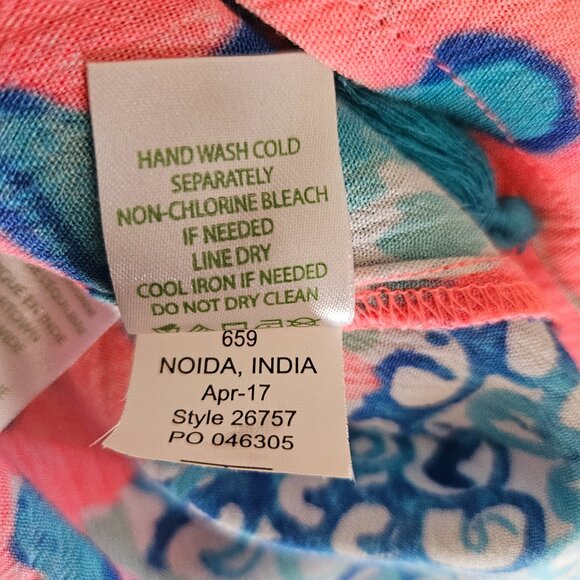 HAND WASH COLD
SEPARATELY
NON-CHLORINE BLEACH
IF NEEDED
LINE DRY
COOL IRON IF NEEDED
DO NOT DRY CLEAN
659
NOIDA, INDIA
Apr-17
Style 26757
PO 046305